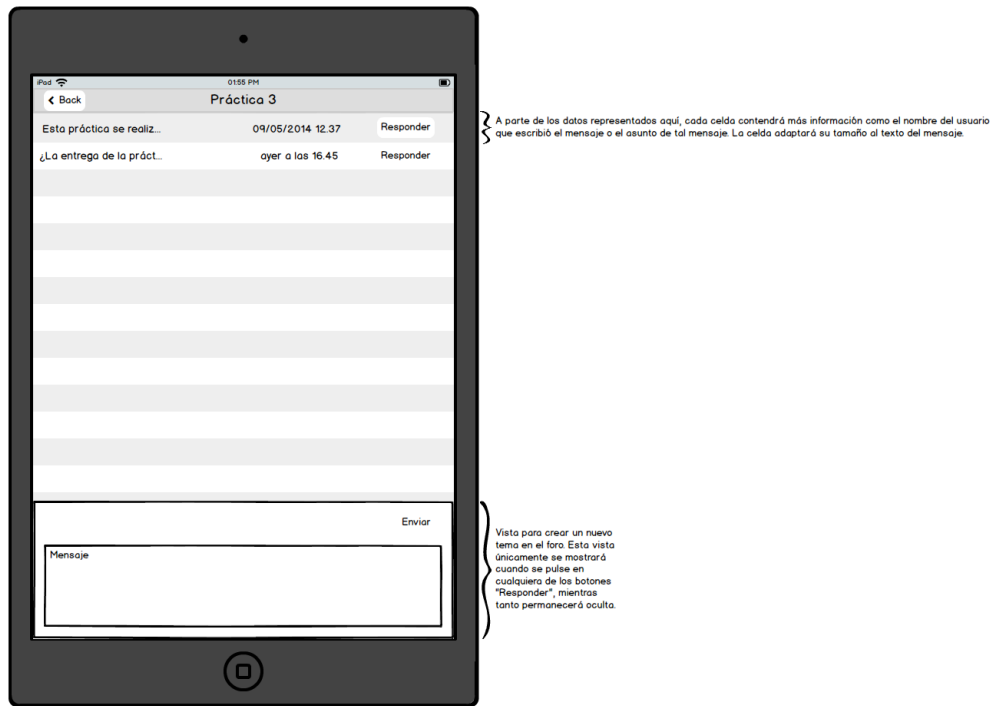 iPad 01:55 PM
Back Práctica 3
Esta práctica se realiz... 09/05/2014 12.37 Responder
¿La entrega de la práct... ayer a las 16.45 Responder
A parte de los datos representados aquí, cada celda contendrá más información como el nombre del usuario
que escribió el mensaje o el asunto de tal mensaje. La celda adaptará su tamaño al texto del mensaje.
Enviar
Mensaje
Vista para crear un nuevo
tema en el foro. Esta vista
únicamente se mostrará
cuando se pulse en
cualquiera de los botones
"Responder", mientras
tanto permanecerá oculta.